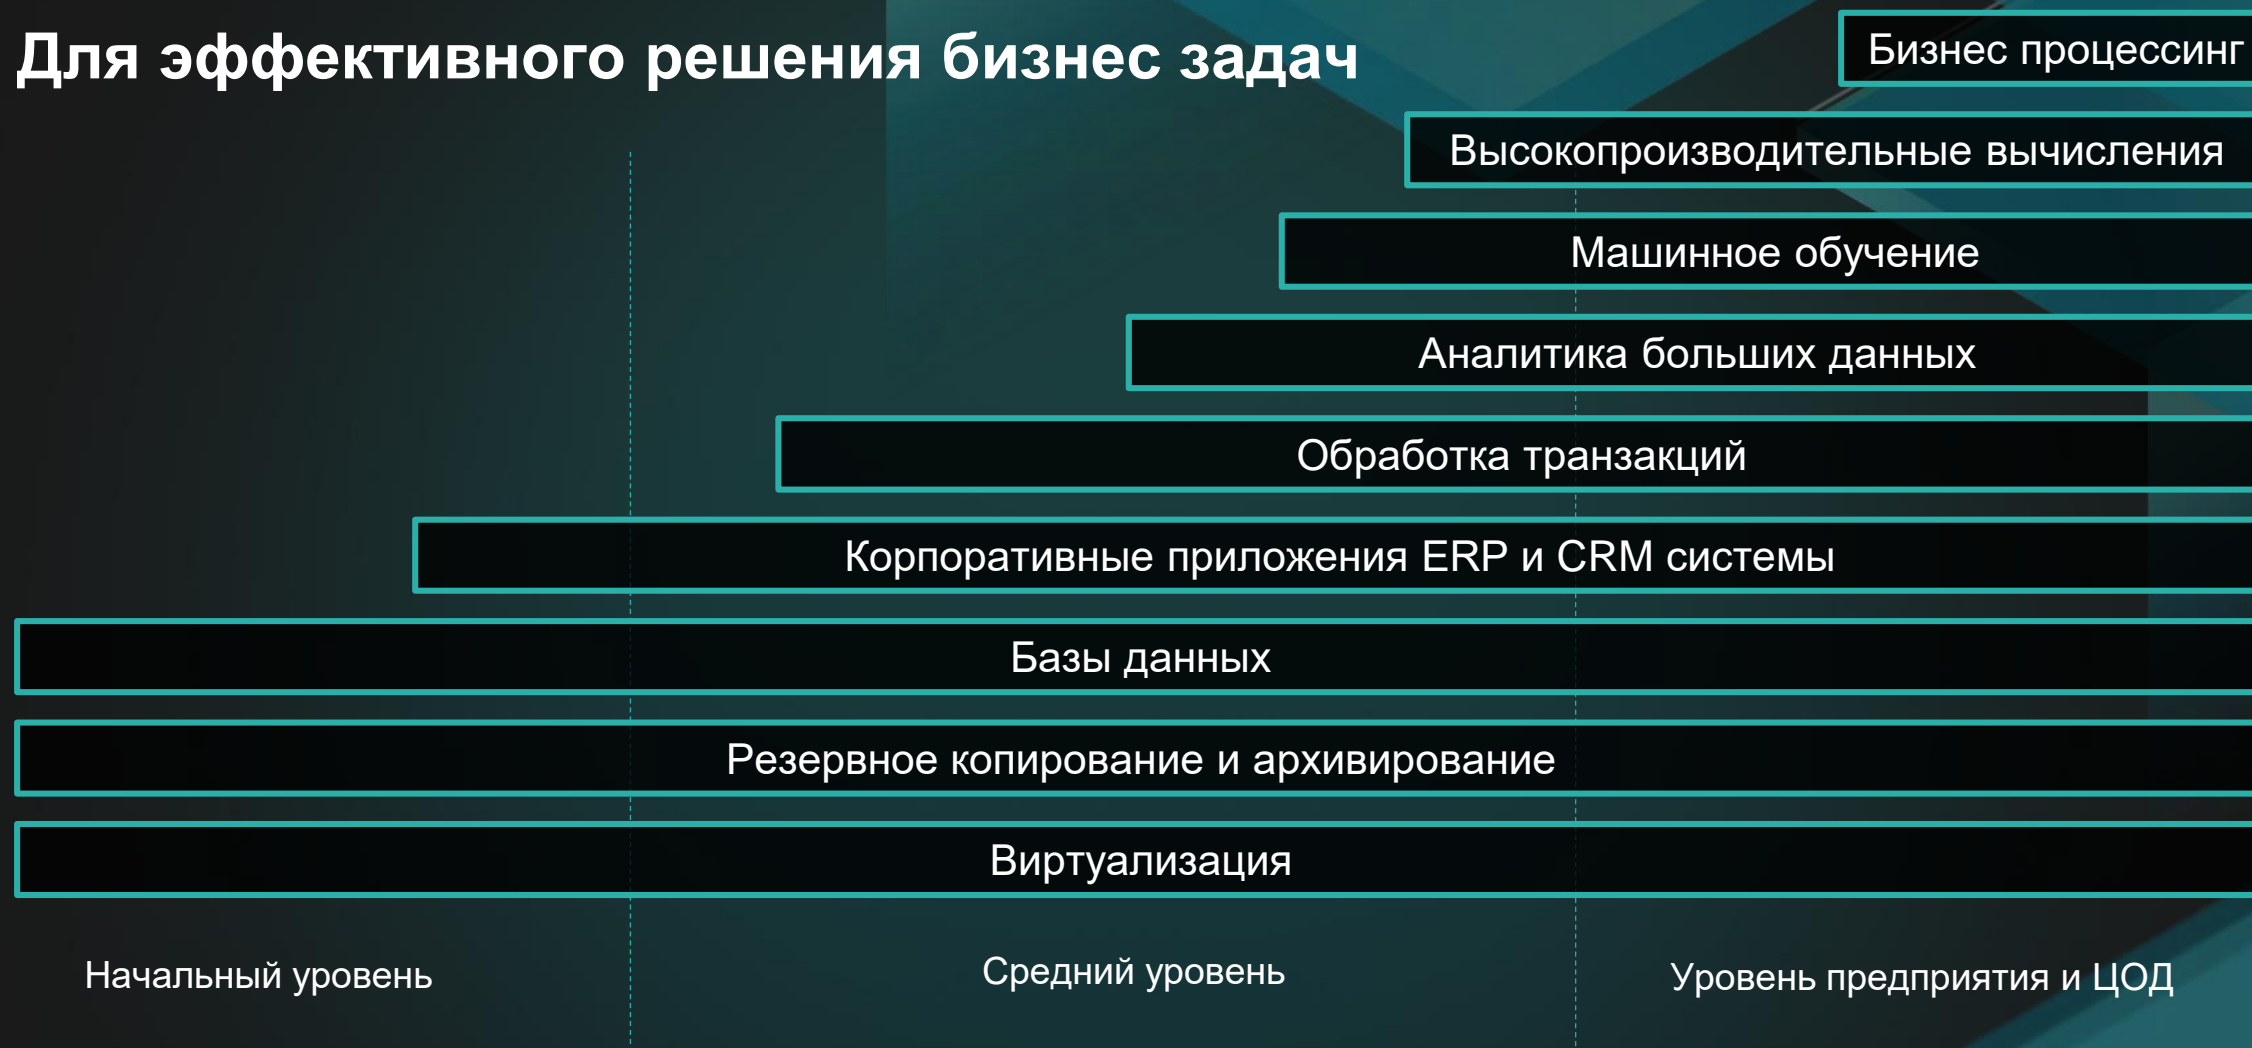 Для эффективного решения бизнес задач
Бизнес процессинг
Высокопроизводительные вычисления
Машинное обучение
Аналитика больших данных
Обработка транзакций
Корпоративные приложения ERP и CRM системы
Базы данных
Резервное копирование и архивирование
Виртуализация
Начальный уровень
Средний уровень
Уровень предприятия и ЦОД